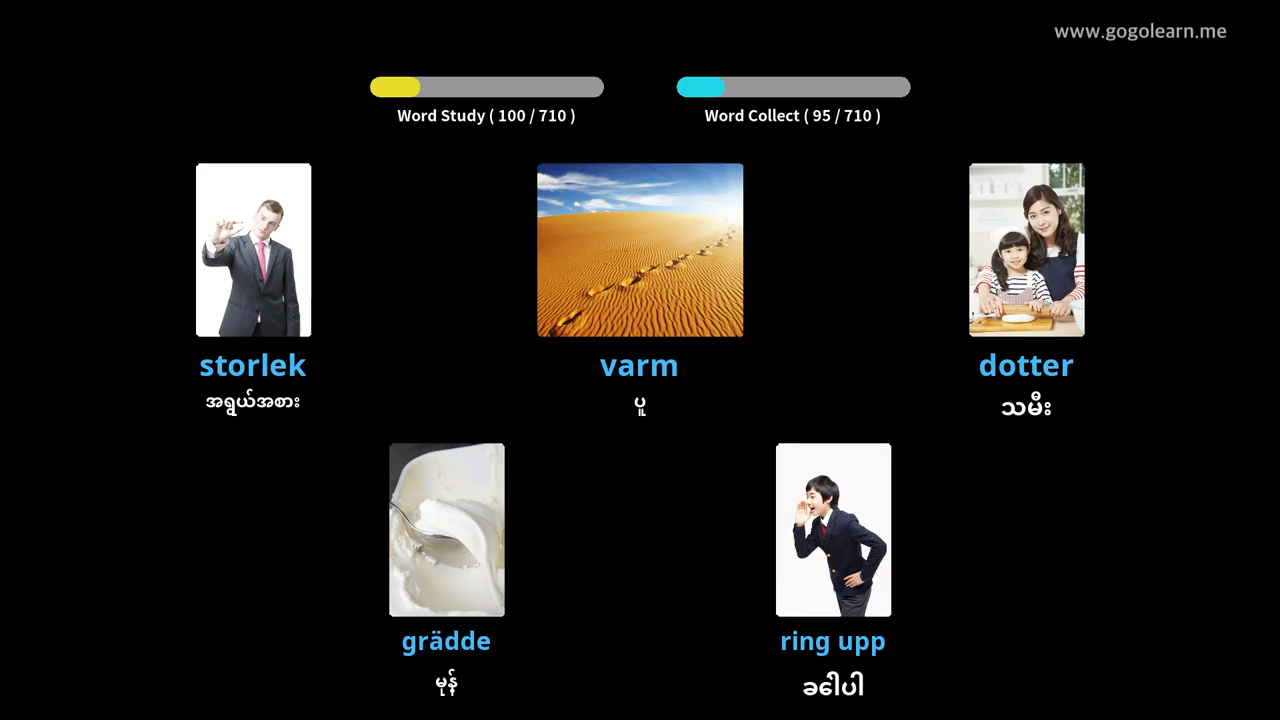 www.gogolearn.me
Word Study ( 100 / 710 )
Word Collect ( 95 / 710 )
storlek
varm
dotter
အရွယ်အစား
ပူ
သမီး
grädde
ring upp
မုန့်
ခေါ်ပါ